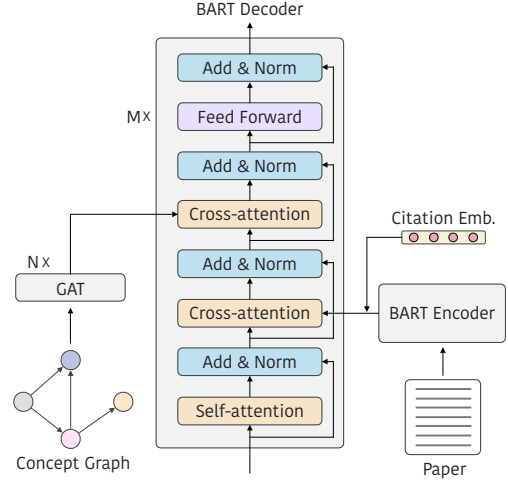 BART Decoder
Add & Norm
M×
Feed Forward
Add & Norm
Cross-attention
Citation Emb.
Add & Norm
N×
GAT
Cross-attention
BART Encoder
Add & Norm
Self-attention
Concept Graph
Paper